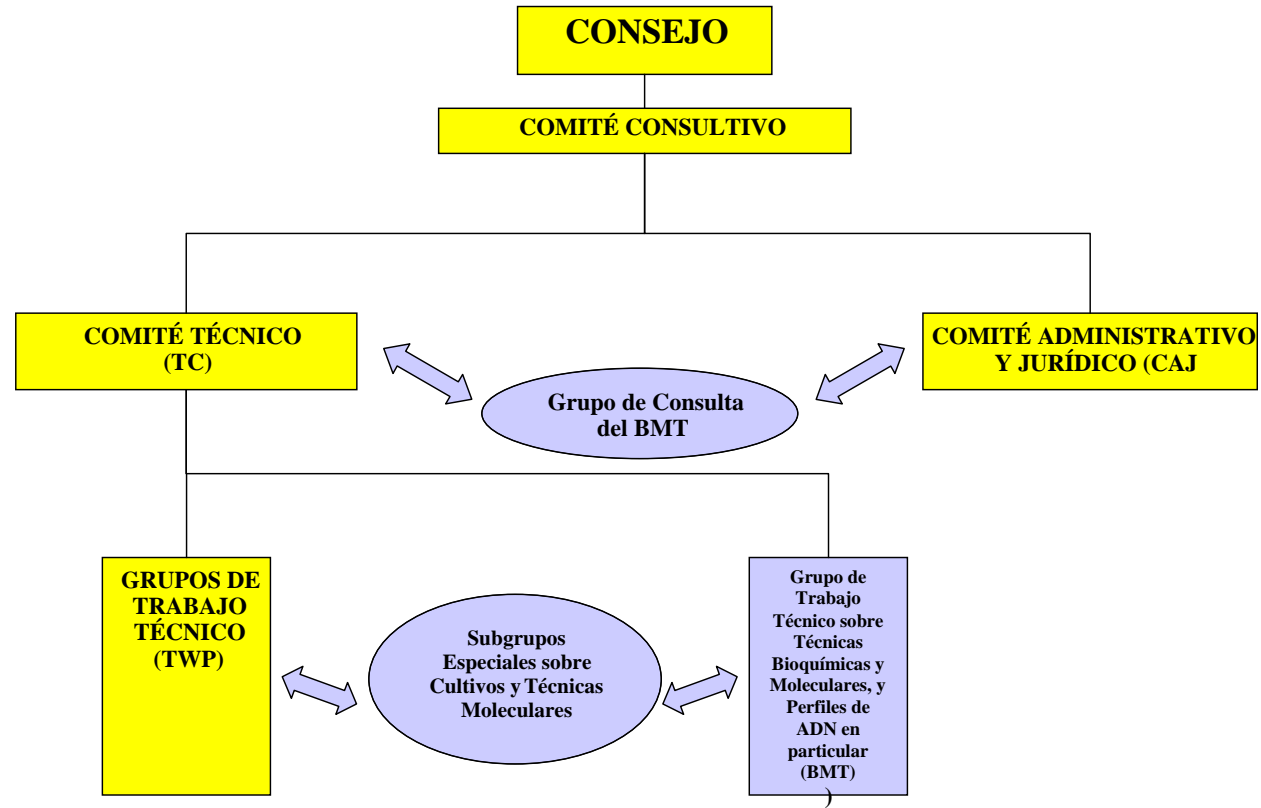 CONSEJO
COMITÉ CONSULTIVO
COMITÉ TÉCNICO
(TC)
COMITÉ ADMINISTRATIVO
Y JURÍDICO (CAJ
Grupo de Consulta
del BMT
GRUPOS DE
TRABAJO
TÉCNICO
(TWP)
Subgrupos
Especiales sobre
Cultivos y Técnicas
Moleculares
Grupo de
Trabajo
Técnico sobre
Técnicas
Bioquímicas y
Moleculares, y
Perfiles de
ADN en
particular
(BMT)
)